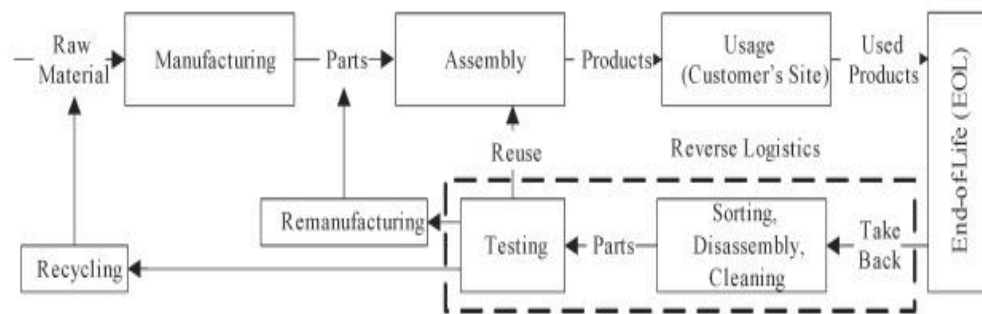 Raw
Material
Manufacturing
Parts
Assembly
Products
Usage
(Customer's Site)
Used
Products
End-of-Life (EOL)
Reuse
Reverse Logistics
Remanufacturing
Testing
Parts
Sorting,
Disassembly,
Cleaning
Take
Back
Recycling